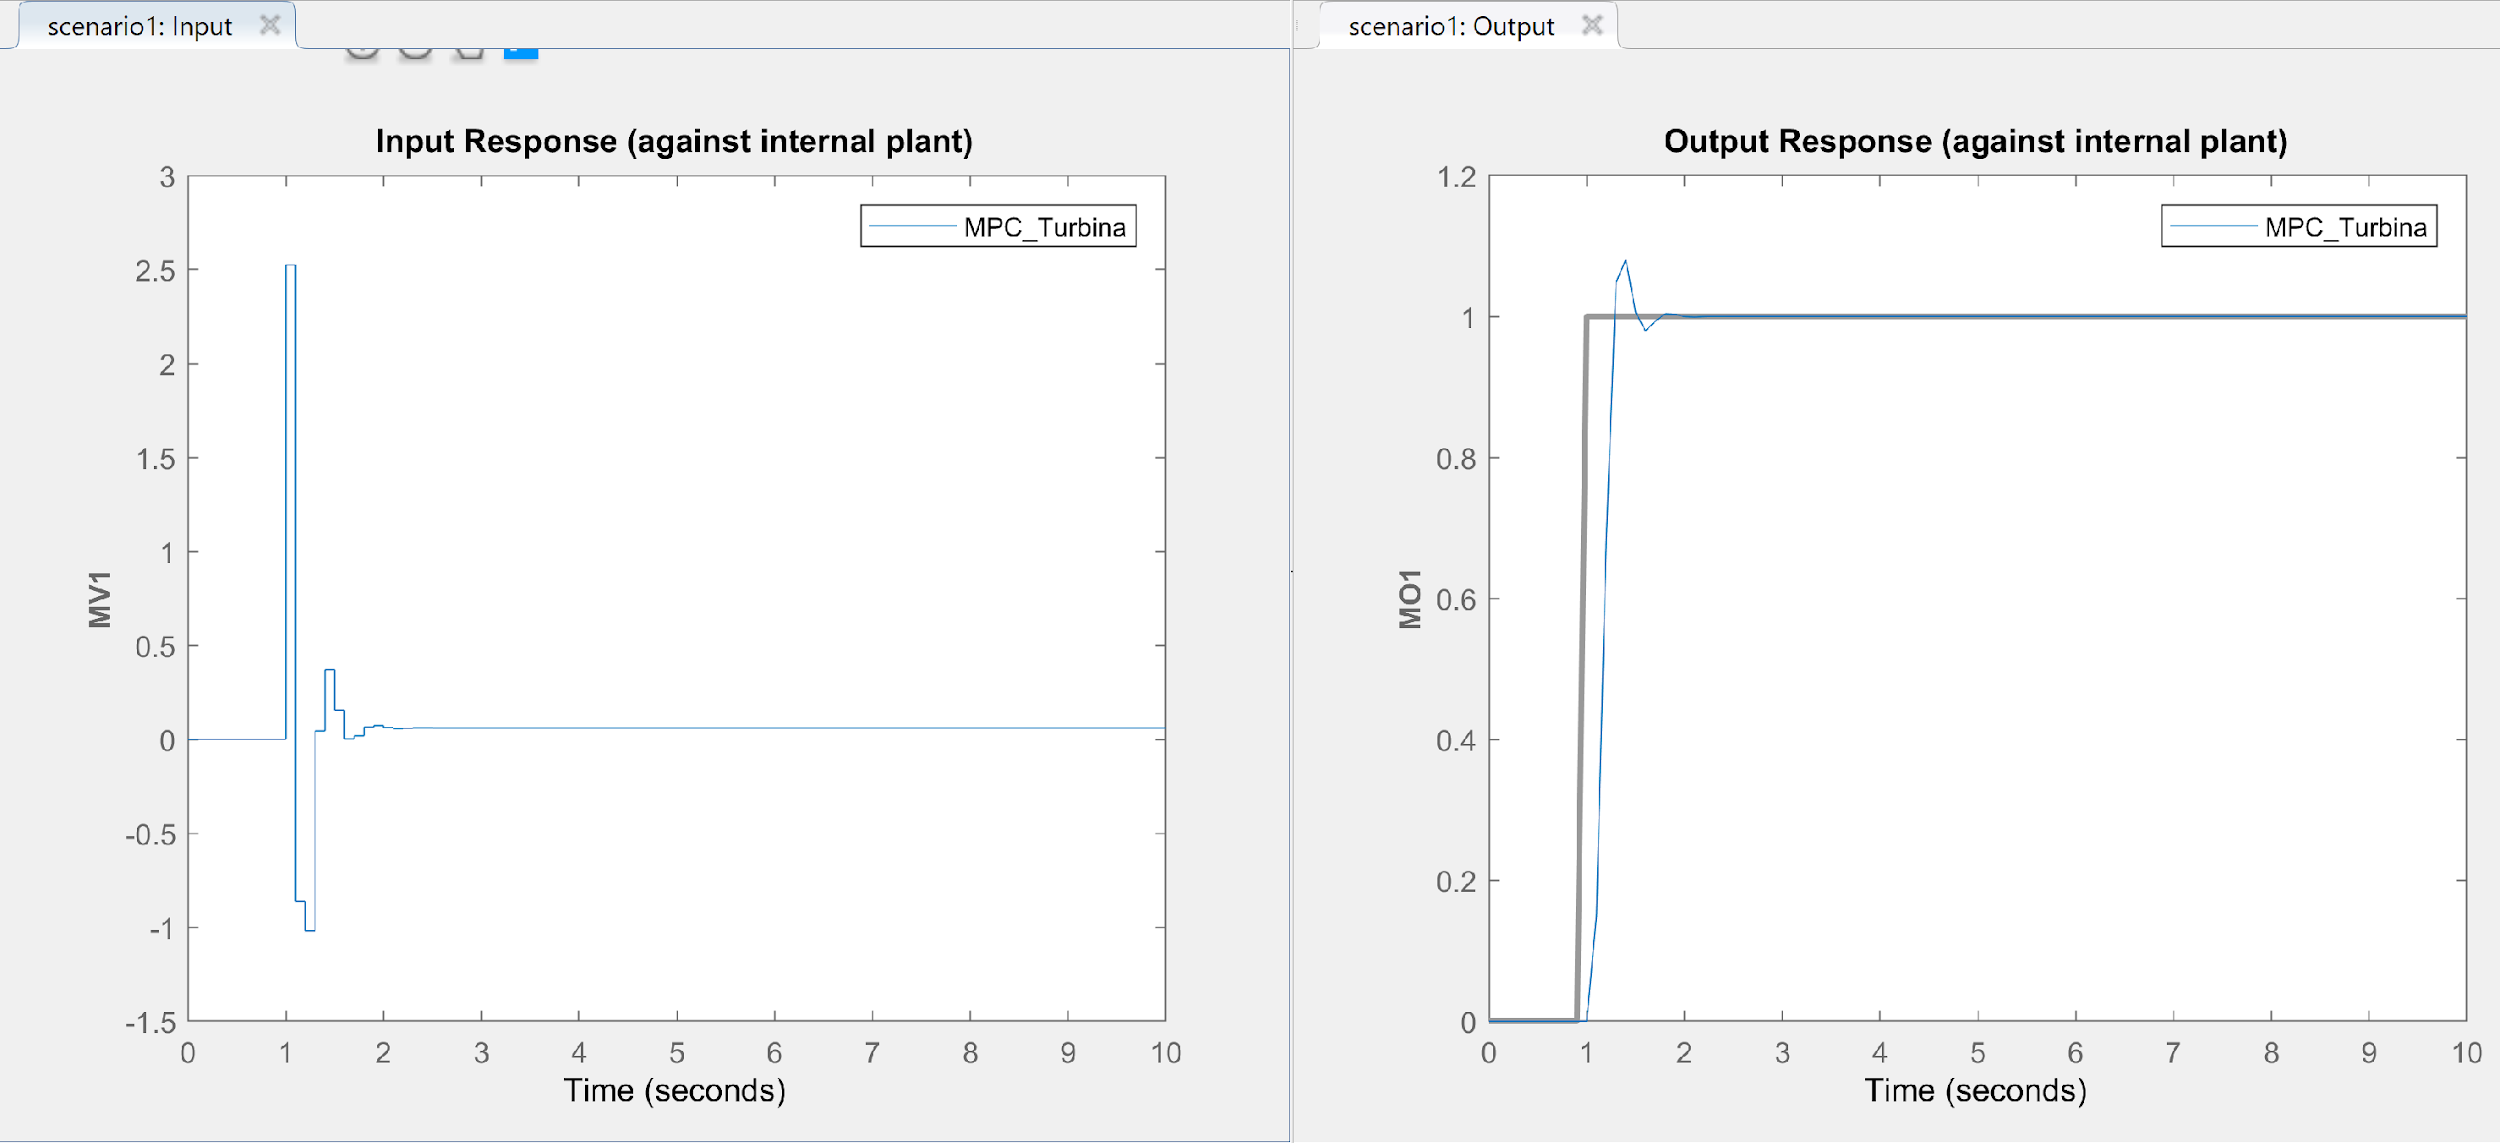 scenario1: Input
Input Response (against internal plant)
MPC_Turbina
MV1
3
2.5
2
1.5
1
0.5
0
-0.5
-1
-1.5
0 1 2 3 4 5 6 7 8 9 10
Time (seconds)
scenario1: Output
Output Response (against internal plant)
MPC_Turbina
MO1
1.2
1
0.8
0.6
0.4
0.2
0
0 1 2 3 4 5 6 7 8 9 10
Time (seconds)